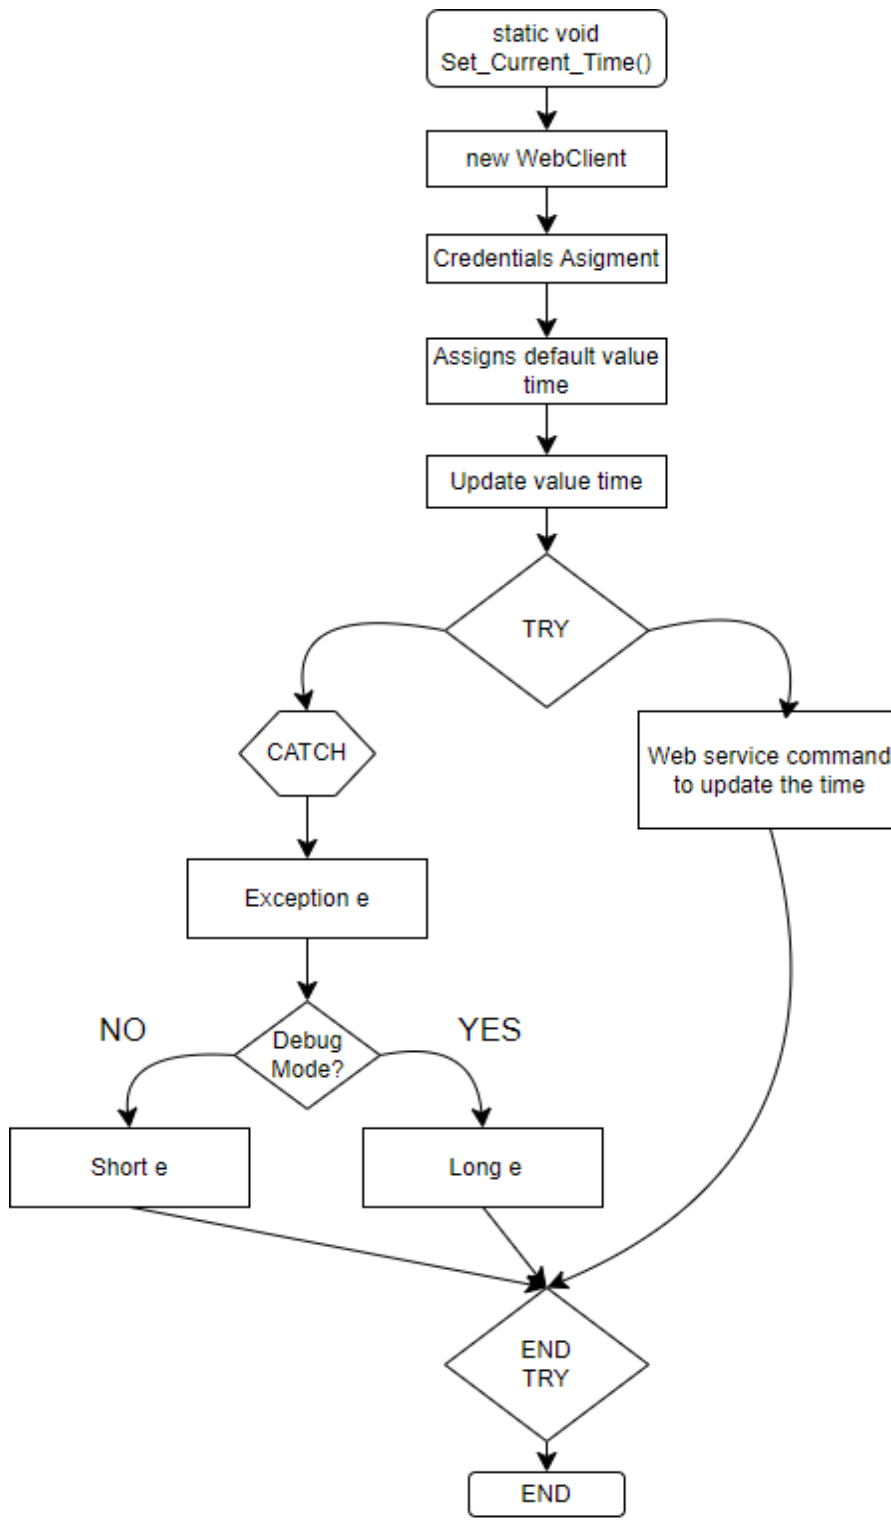 static void
Set_Current_Time()
new WebClient
Credentials Asigment
Assigns default value
time
Update value time
TRY
CATCH
Web service command
to update the time
Exception e
NO
YES
Debug
Mode?
Short e
Long e
END
TRY
END